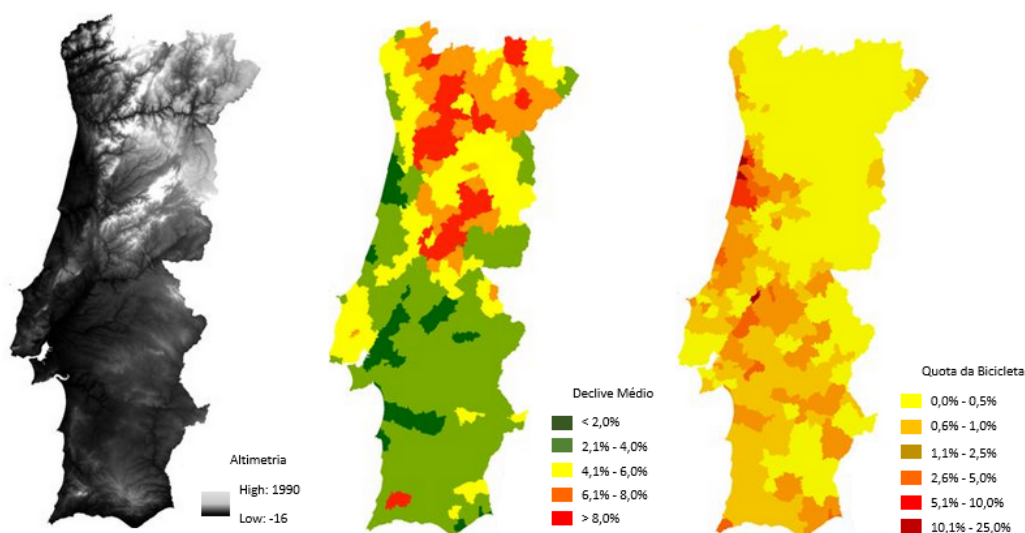 Altimetria
High: 1990
Low: -16
Declive Médio
< 2,0%
2,1% - 4,0%
4,1% - 6,0%
6,1% - 8,0%
> 8,0%
Quota da Bicicleta
0,0% - 0,5%
0,6% - 1,0%
1,1% - 2,5%
2,6% - 5,0%
5,1% - 10,0%
10,1% - 25,0%